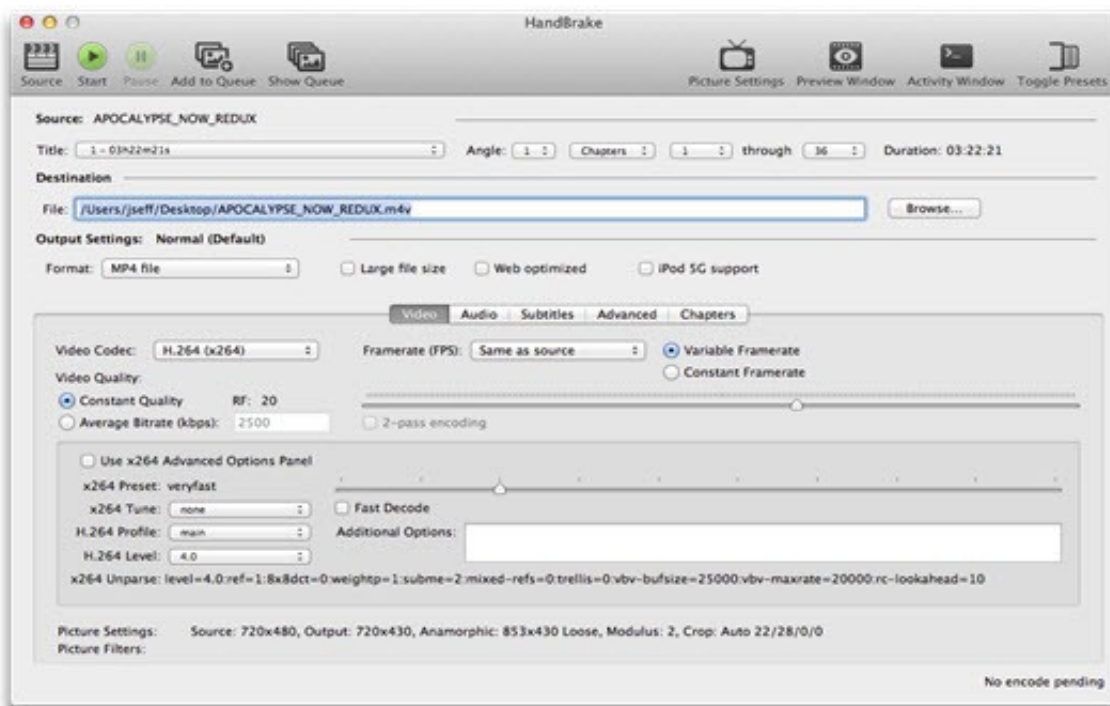 HandBrake
Source Start Pause Add to Queue Show Queue Picture Settings Preview Window Activity Window Toggle Presets
Source: APOCALYPSE_NOW_REDUX
Title: 1 - 03h22m21s Angle: 1 Chapters 1 through 36 Duration: 03:22:21
Destination
File: /Users/jseff/Desktop/APOCALYPSE_NOW_REDUX.m4v Browse...
Output Settings: Normal (Default)
Format: MP4 file Large file size Web optimized iPod 5G support
Video Audio Subtitles Advanced Chapters
Video Codec: H.264 (x264) Framerate (FPS): Same as source Variable Framerate
Constant Framerate
Video Quality:
Constant Quality RF: 20
Average Bitrate (kbps): 2500 2-pass encoding
Use x264 Advanced Options Panel
x264 Preset: veryfast
x264 Tune: none Fast Decode
H.264 Profile: main Additional Options:
H.264 Level: 4.0
x264 Unparse: level=4.0:ref=1:8x8dct=0:weightp=1:subme=2:mixed-refs=0:trellis=0:vbv-bufsize=25000:vbv-maxrate=20000:rc-lookahead=10
Picture Settings: Source: 720x480, Output: 720x430, Anamorphic: 853x430 Loose, Modulus: 2, Crop: Auto 22/28/0/0
Picture Filters:
No encode pending